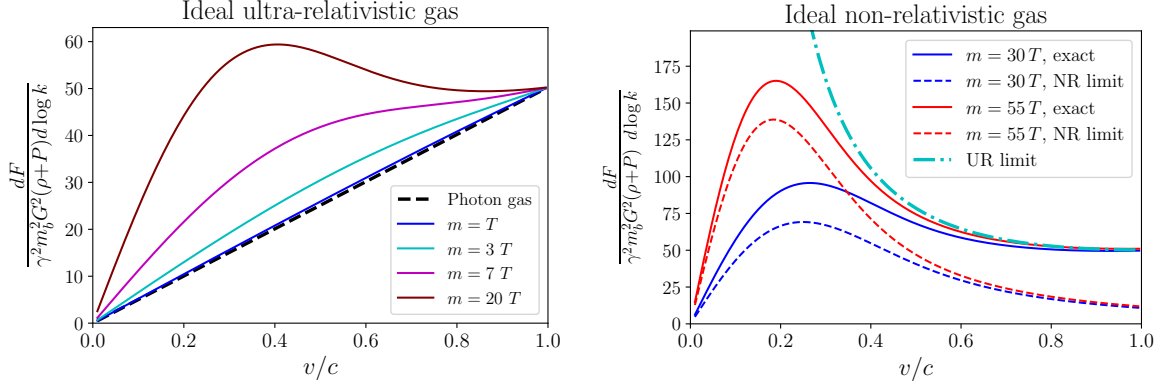 Ideal ultra-relativistic gas
dF
γ²m_b²G²(ρ+P)d log k
60
50
40
30
20
10
0
Photon gas
m = T
m = 3 T
m = 7 T
m = 20 T
0.0 0.2 0.4 0.6 0.8 1.0
v/c
Ideal non-relativistic gas
dF
γ²m_b²G²(ρ+P) d log k
175
150
125
100
75
50
25
0
m = 30 T, exact
m = 30 T, NR limit
m = 55 T, exact
m = 55 T, NR limit
UR limit
0.0 0.2 0.4 0.6 0.8 1.0
v/c